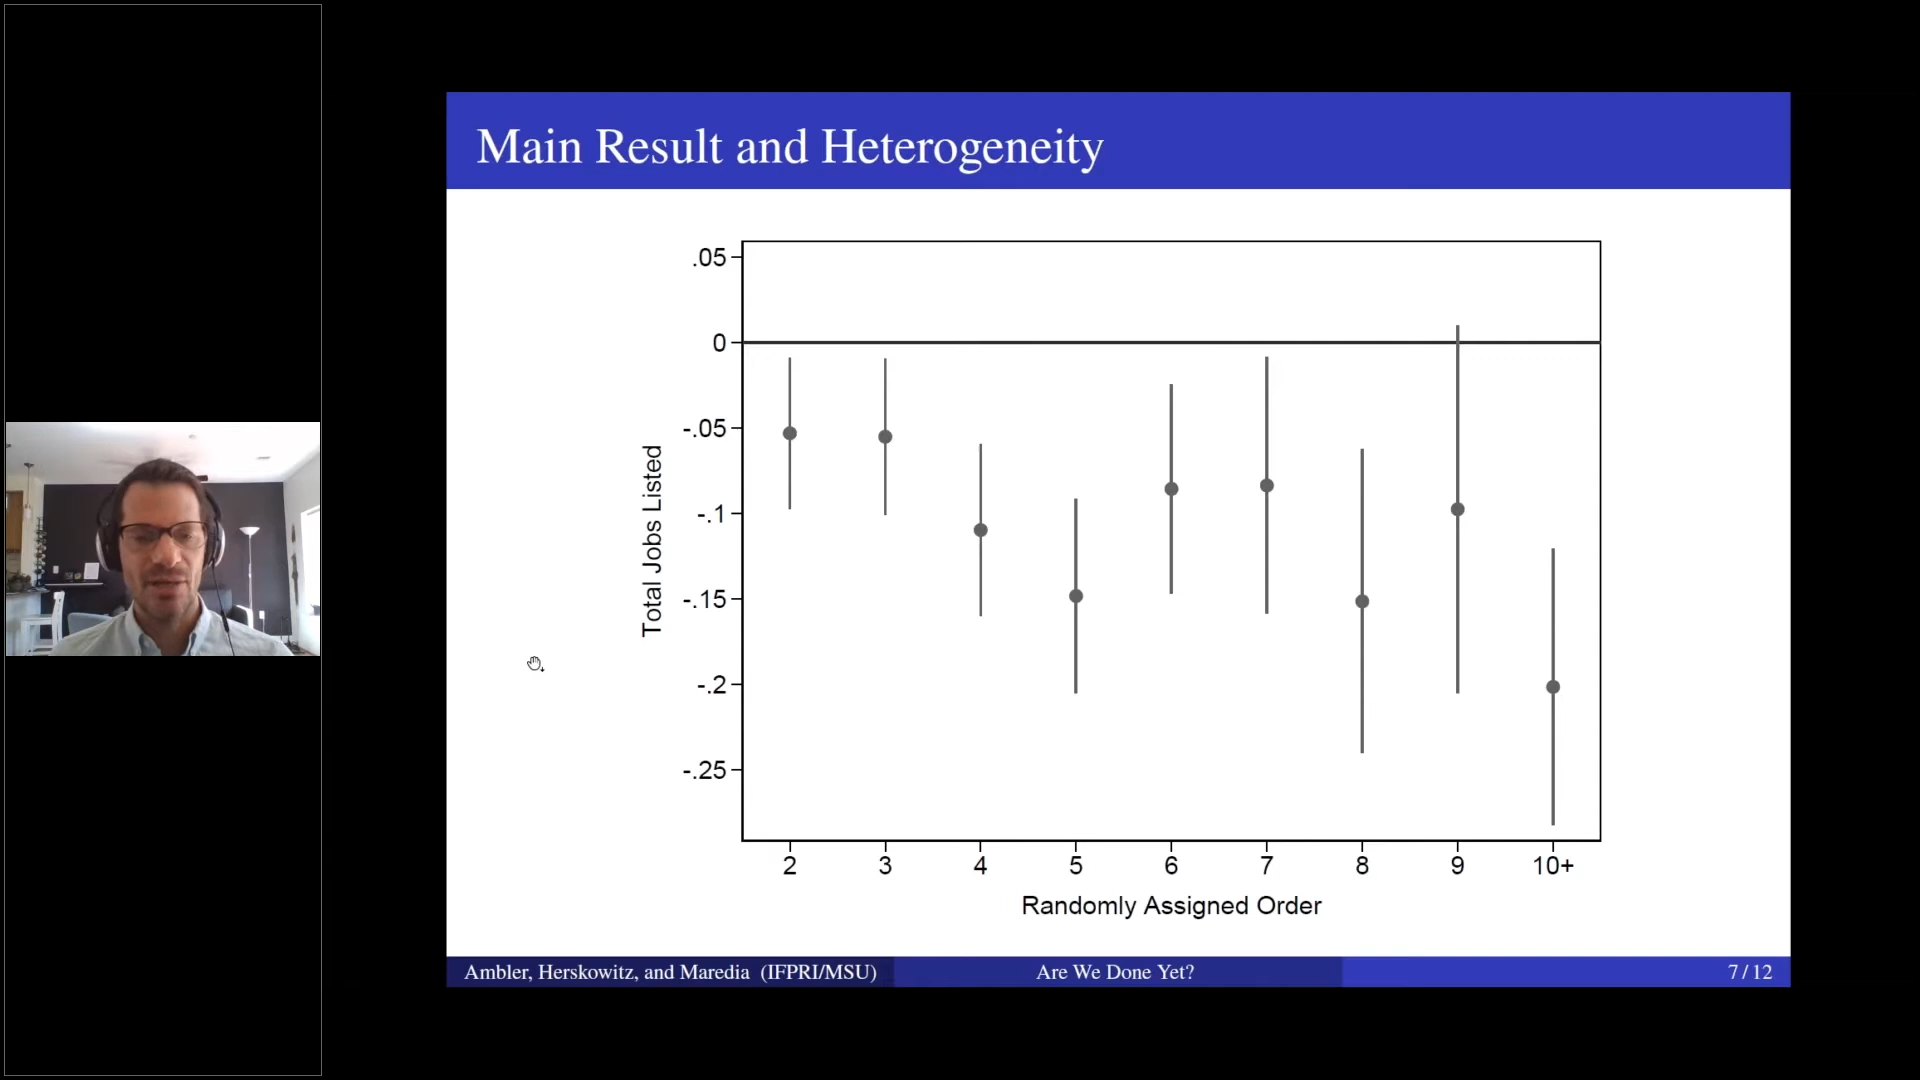 Main Result and Heterogeneity
.05
0
-.05
-.1
-.15
-.2
-.25
Total Jobs Listed
2 3 4 5 6 7 8 9 10+
Randomly Assigned Order
Ambler, Herskowitz, and Maredia (IFPRI/MSU) Are We Done Yet? 7 / 12